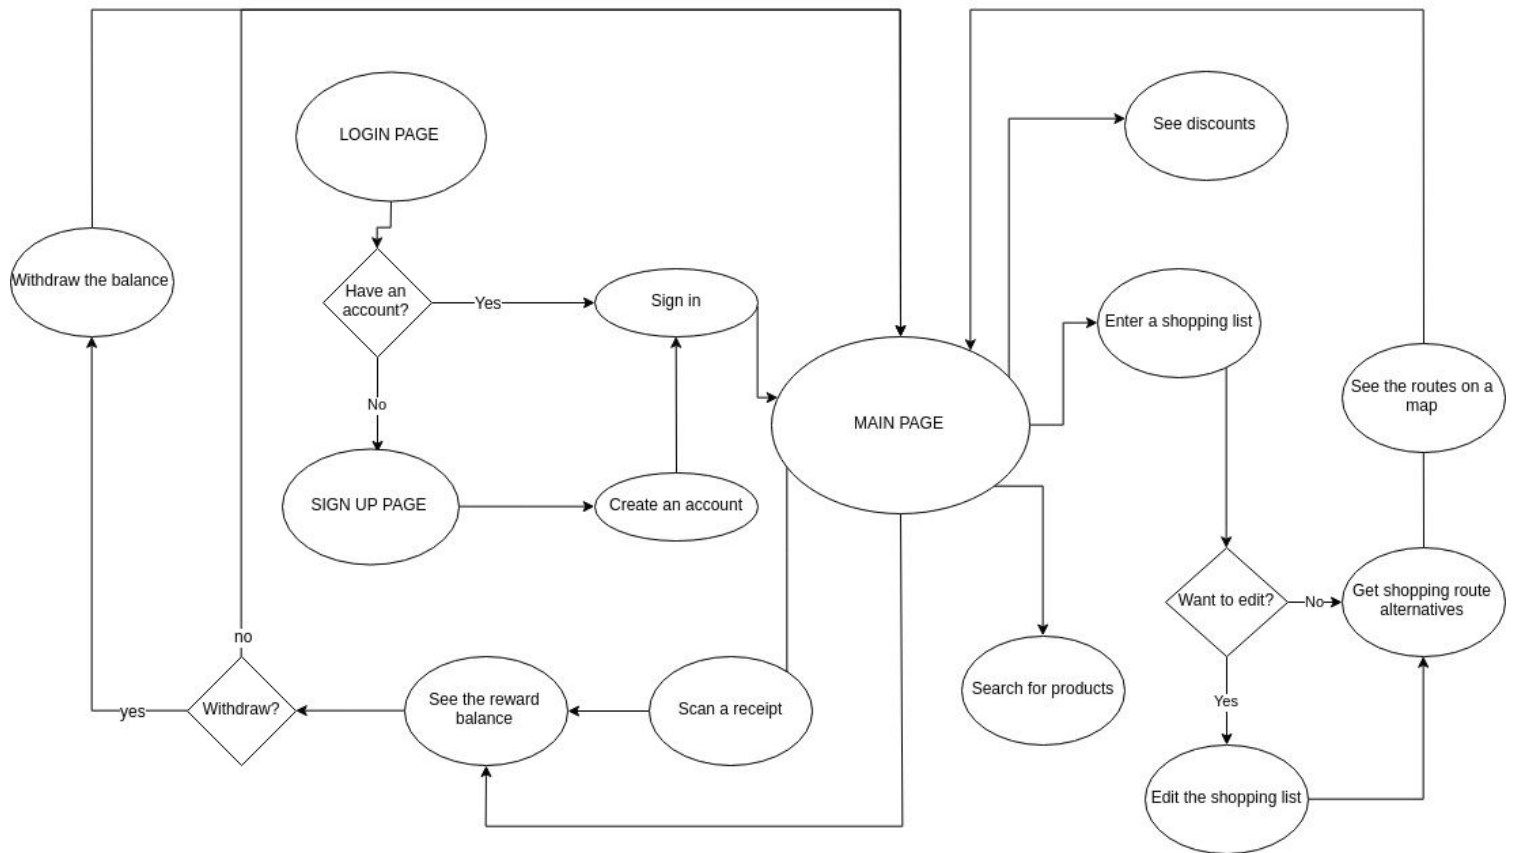 LOGIN PAGE
See discounts
Withdraw the balance
Have an
account?
Yes
Sign in
Enter a shopping list
See the routes on a
map
No
MAIN PAGE
SIGN UP PAGE
Create an account
Want to edit?
No
Get shopping route
alternatives
no
yes
Withdraw?
See the reward
balance
Scan a receipt
Search for products
Yes
Edit the shopping list